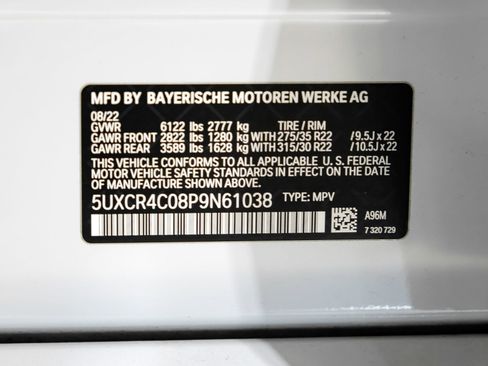 MFD BY BAYERISCHE MOTOREN WERKE AG
08/22
GVWR 6122 lbs 2777 kg TIRE / RIM
GAWR FRONT 2822 lbs 1280 kg WITH 275/35 R22 / 9.5J x 22
GAWR REAR 3589 lbs 1628 kg WITH 315/30 R22 / 10.5J x 22
THIS VEHICLE CONFORMS TO ALL APPLICABLE U. S. FEDERAL
MOTOR VEHICLE SAFETY STANDARDS IN EFFECT ON THE
DATE OF MANUFACTURE SHOWN ABOVE
5UXCR4C08P9N61038 TYPE: MPV
A96M
7 320 729